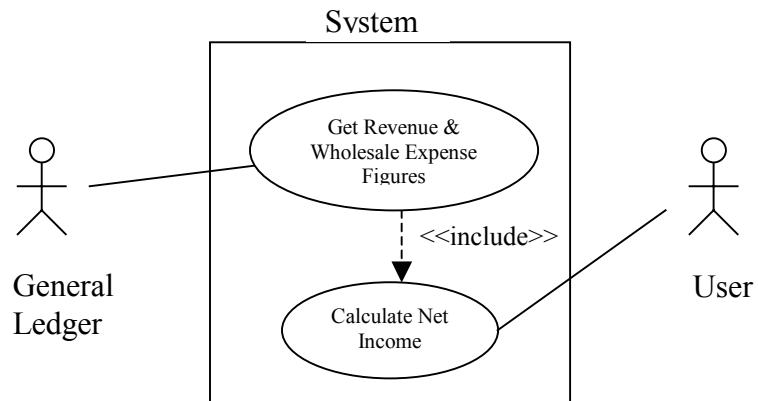 System
Get Revenue &
Wholesale Expense
Figures
<<include>>
General
Ledger
User
Calculate Net
Income